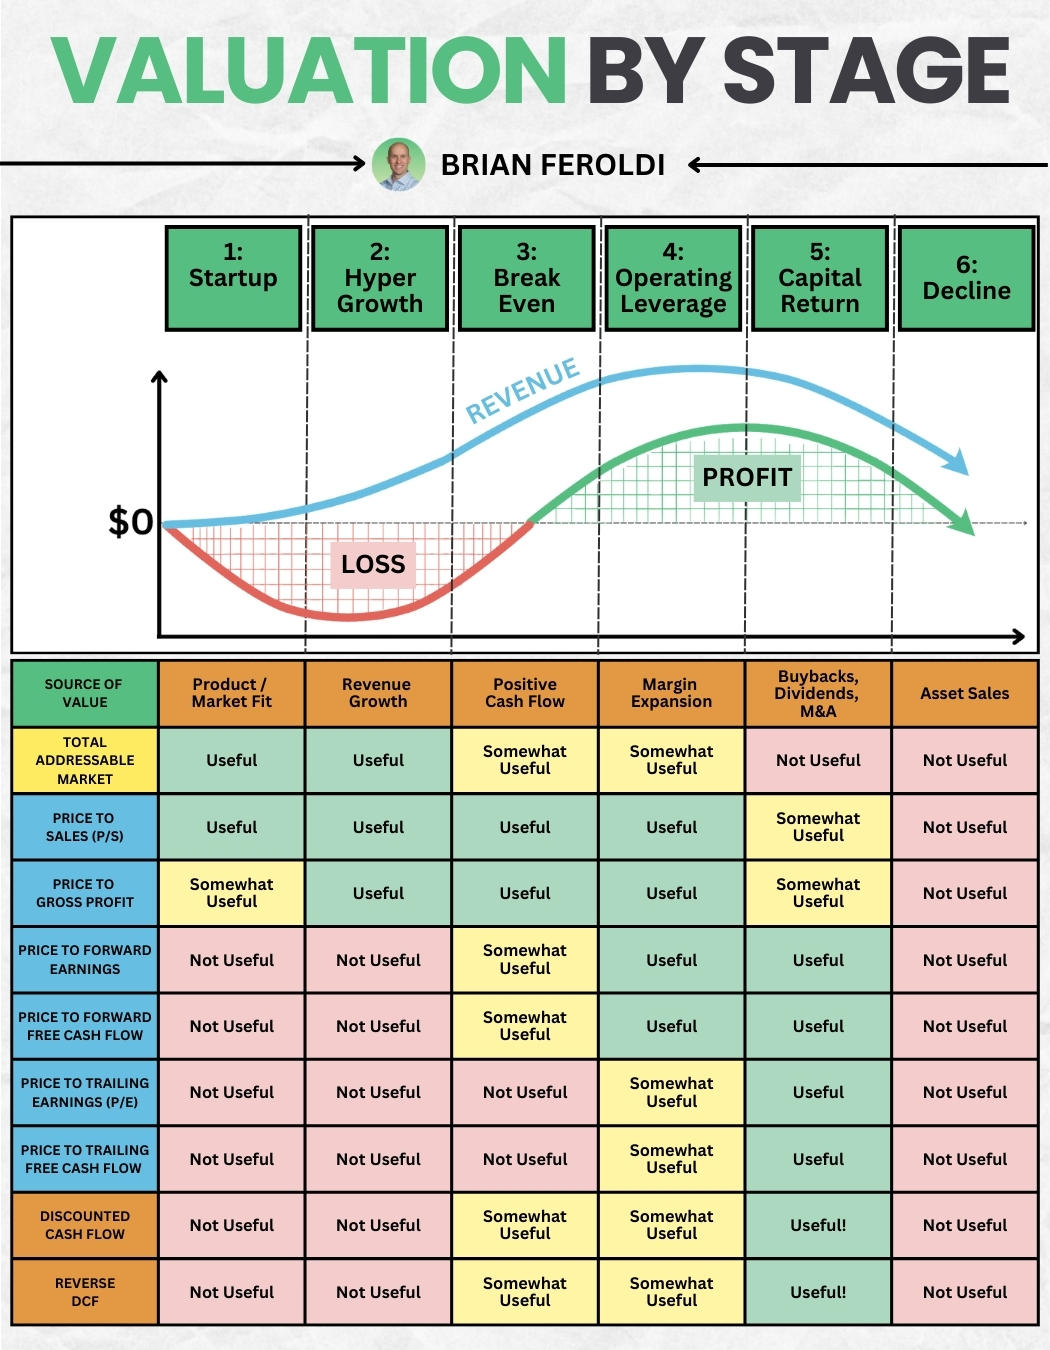 VALUATION BY STAGE
BRIAN FEROLDI
1:
Startup
2:
Hyper
Growth
3:
Break
Even
4:
Operating
Leverage
5:
Capital
Return
6:
Decline
REVENUE
PROFIT
$0
LOSS
SOURCE OF
VALUE
Product /
Market Fit
Revenue
Growth
Positive
Cash Flow
Margin
Expansion
Buybacks,
Dividends,
M&A
Asset Sales
TOTAL
ADDRESSABLE
MARKET
Useful
Useful
Somewhat
Useful
Somewhat
Useful
Not Useful
Not Useful
PRICE TO
SALES (P/S)
Useful
Useful
Useful
Useful
Somewhat
Useful
Not Useful
PRICE TO
GROSS PROFIT
Somewhat
Useful
Useful
Useful
Useful
Somewhat
Useful
Not Useful
PRICE TO FORWARD
EARNINGS
Not Useful
Not Useful
Somewhat
Useful
Useful
Useful
Not Useful
PRICE TO FORWARD
FREE CASH FLOW
Not Useful
Not Useful
Somewhat
Useful
Useful
Useful
Not Useful
PRICE TO TRAILING
EARNINGS (P/E)
Not Useful
Not Useful
Not Useful
Somewhat
Useful
Useful
Not Useful
PRICE TO TRAILING
FREE CASH FLOW
Not Useful
Not Useful
Not Useful
Somewhat
Useful
Useful
Not Useful
DISCOUNTED
CASH FLOW
Not Useful
Not Useful
Somewhat
Useful
Somewhat
Useful
Useful!
Not Useful
REVERSE
DCF
Not Useful
Not Useful
Somewhat
Useful
Somewhat
Useful
Useful!
Not Useful